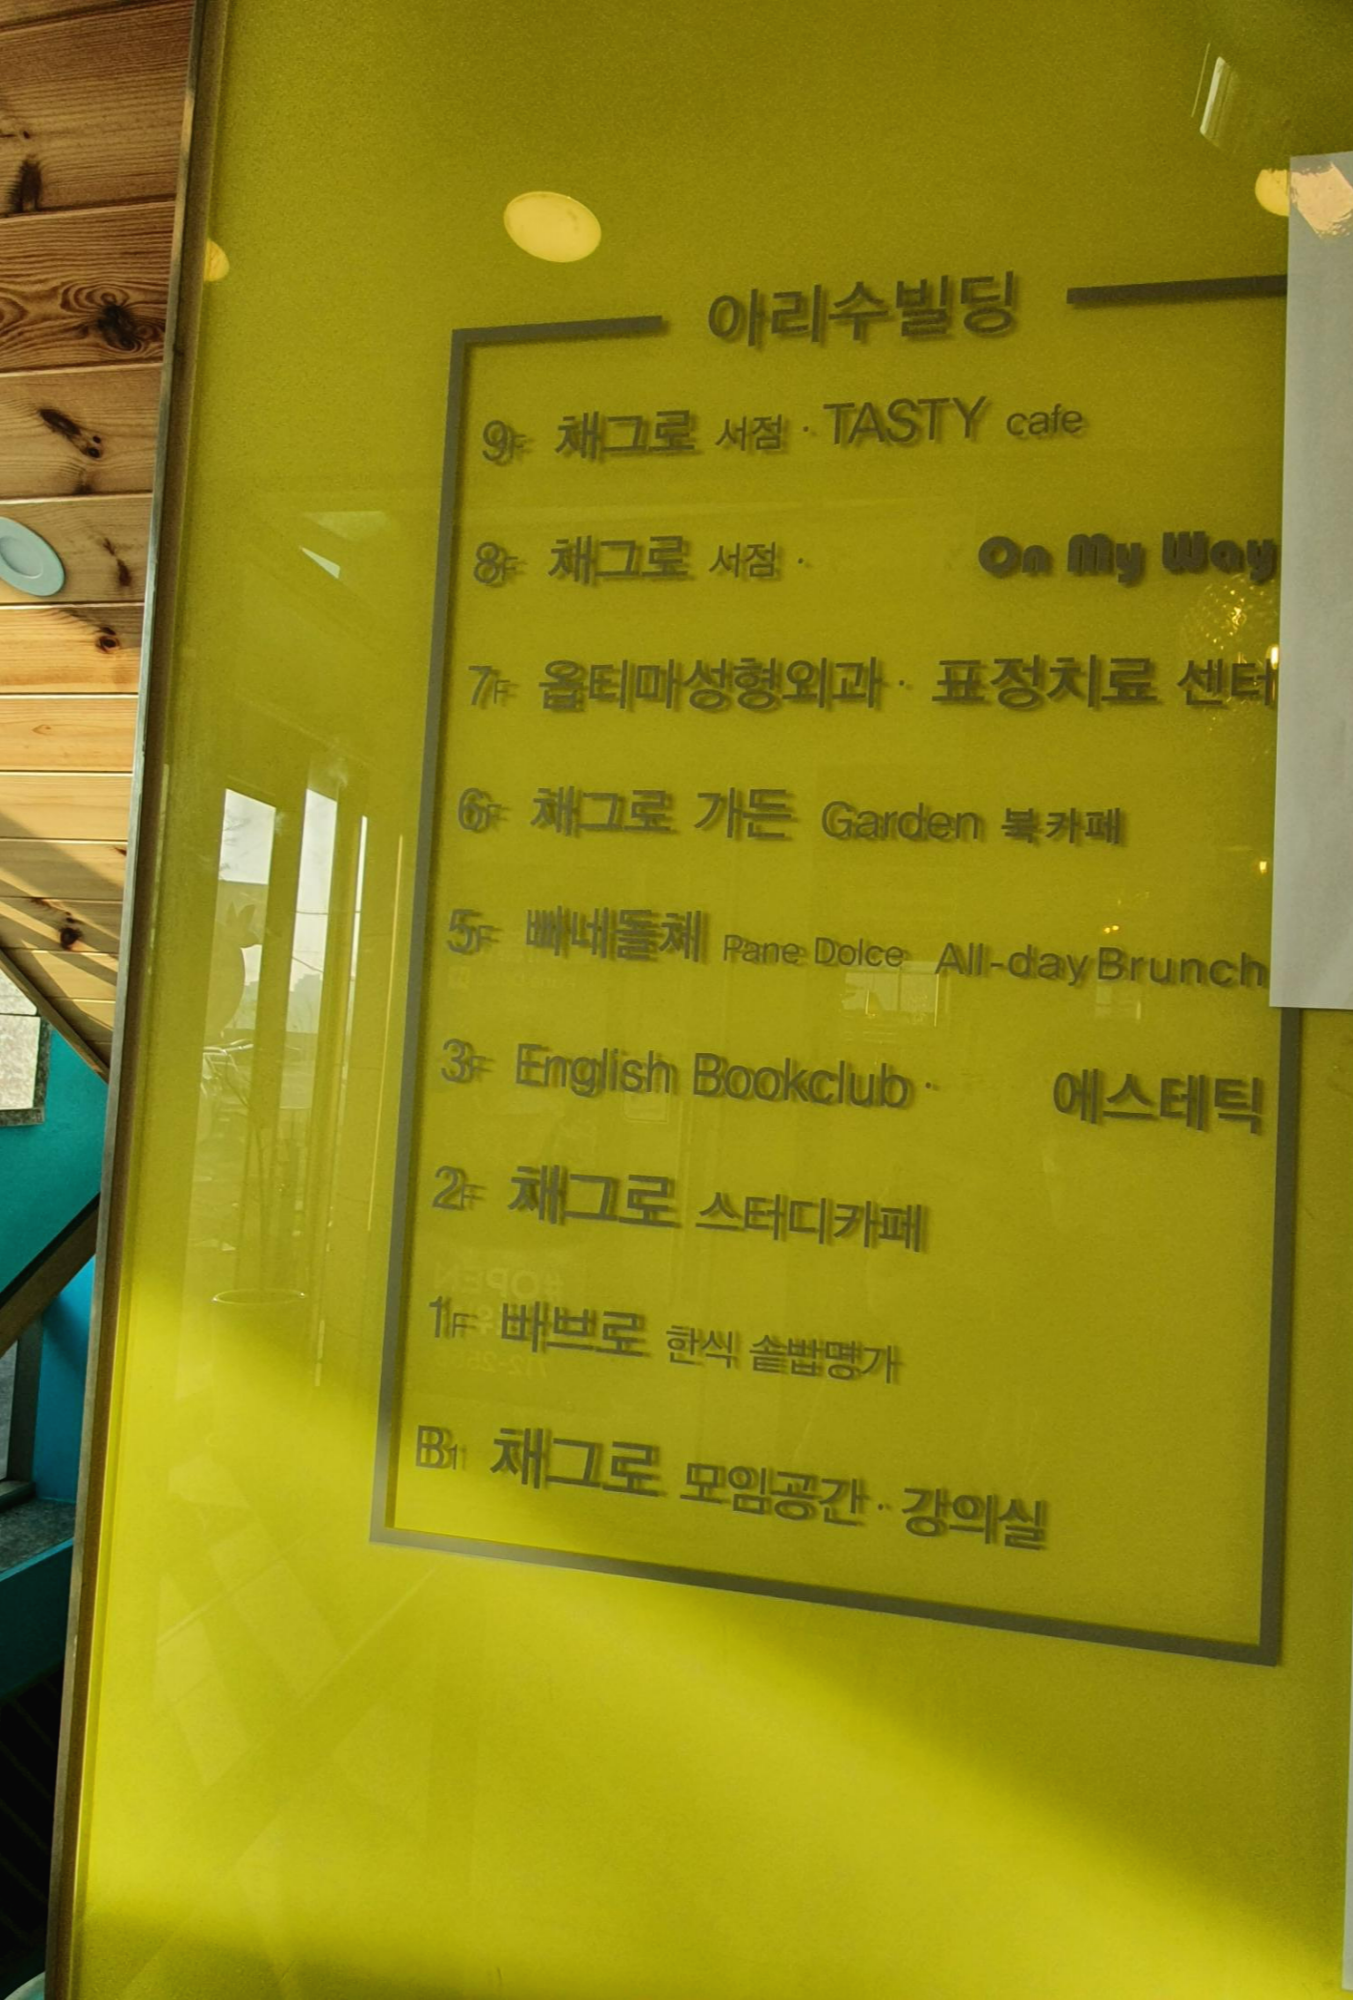 아리수빌딩
9F 채그로 서점 · TASTY cafe
8F 채그로 서점 · On My Way
7F 옵티마성형외과 · 표정치료 센터
6F 채그로 가든 Garden 북카페
5F 빠네돌체 Pane Dolce All-day Brunch
3F English Bookclub · 에스테틱
2F 채그로 스터디카페
1F 빠브로 한식 솥밥명가
B1 채그로 모임공간 · 강의실